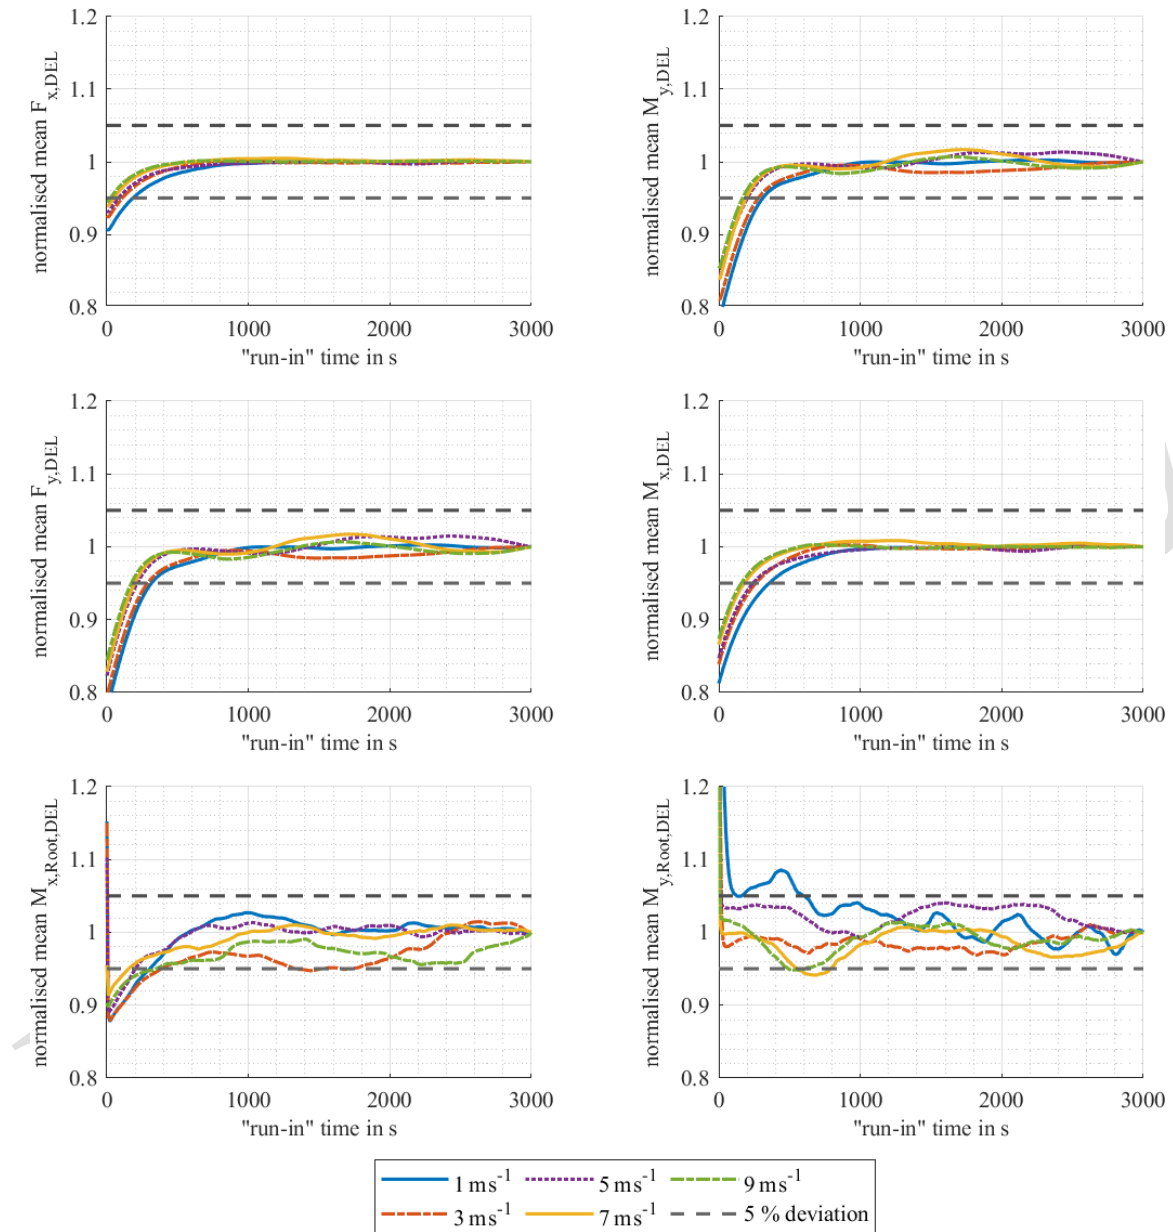 1.2
1.1
1
0.9
0.8
normalised mean F_x,DEL
0 1000 2000 3000
"run-in" time in s
1.2
1.1
1
0.9
0.8
normalised mean M_y,DEL
0 1000 2000 3000
"run-in" time in s
1.2
1.1
1
0.9
0.8
normalised mean F_y,DEL
0 1000 2000 3000
"run-in" time in s
1.2
1.1
1
0.9
0.8
normalised mean M_x,DEL
0 1000 2000 3000
"run-in" time in s
1.2
1.1
1
0.9
0.8
normalised mean M_x,Root,DEL
0 1000 2000 3000
"run-in" time in s
1.2
1.1
1
0.9
0.8
normalised mean M_y,Root,DEL
0 1000 2000 3000
"run-in" time in s
1 ms⁻¹ 5 ms⁻¹ 9 ms⁻¹
3 ms⁻¹ 7 ms⁻¹ 5 % deviation